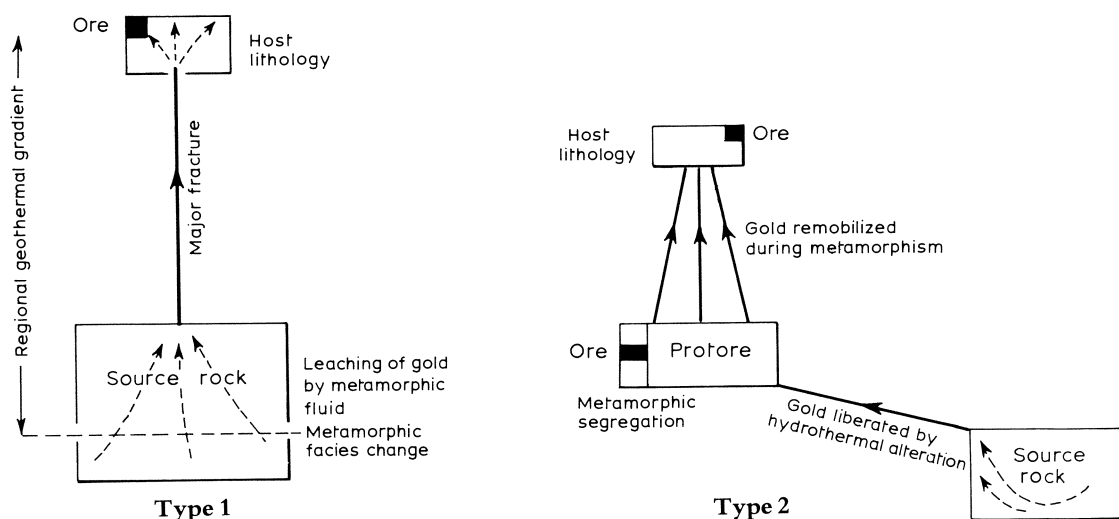 Ore
Host
lithology
Regional geothermal gradient
Major fracture
Source rock
Leaching of gold
by metamorphic
fluid
Metamorphic
facies change
Type 1
Host
lithology
Ore
Gold remobilized
during metamorphism
Ore
Protore
Metamorphic
segregation
Gold liberated by
hydrothermal alteration
Source
rock
Type 2